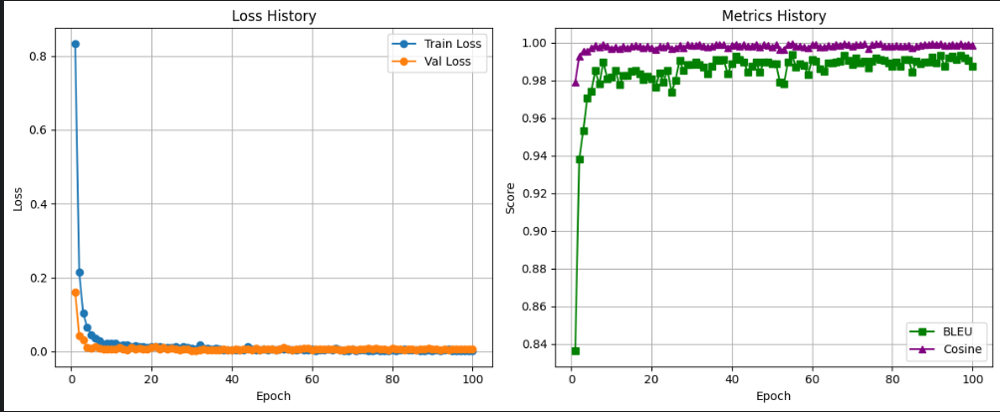 Loss History
Train Loss
Val Loss
0.8
0.6
0.4
0.2
0.0
Loss
0 20 40 60 80 100
Epoch
Metrics History
1.00
0.98
0.96
0.94
0.92
0.90
0.88
0.86
0.84
Score
BLEU
Cosine
0 20 40 60 80 100
Epoch